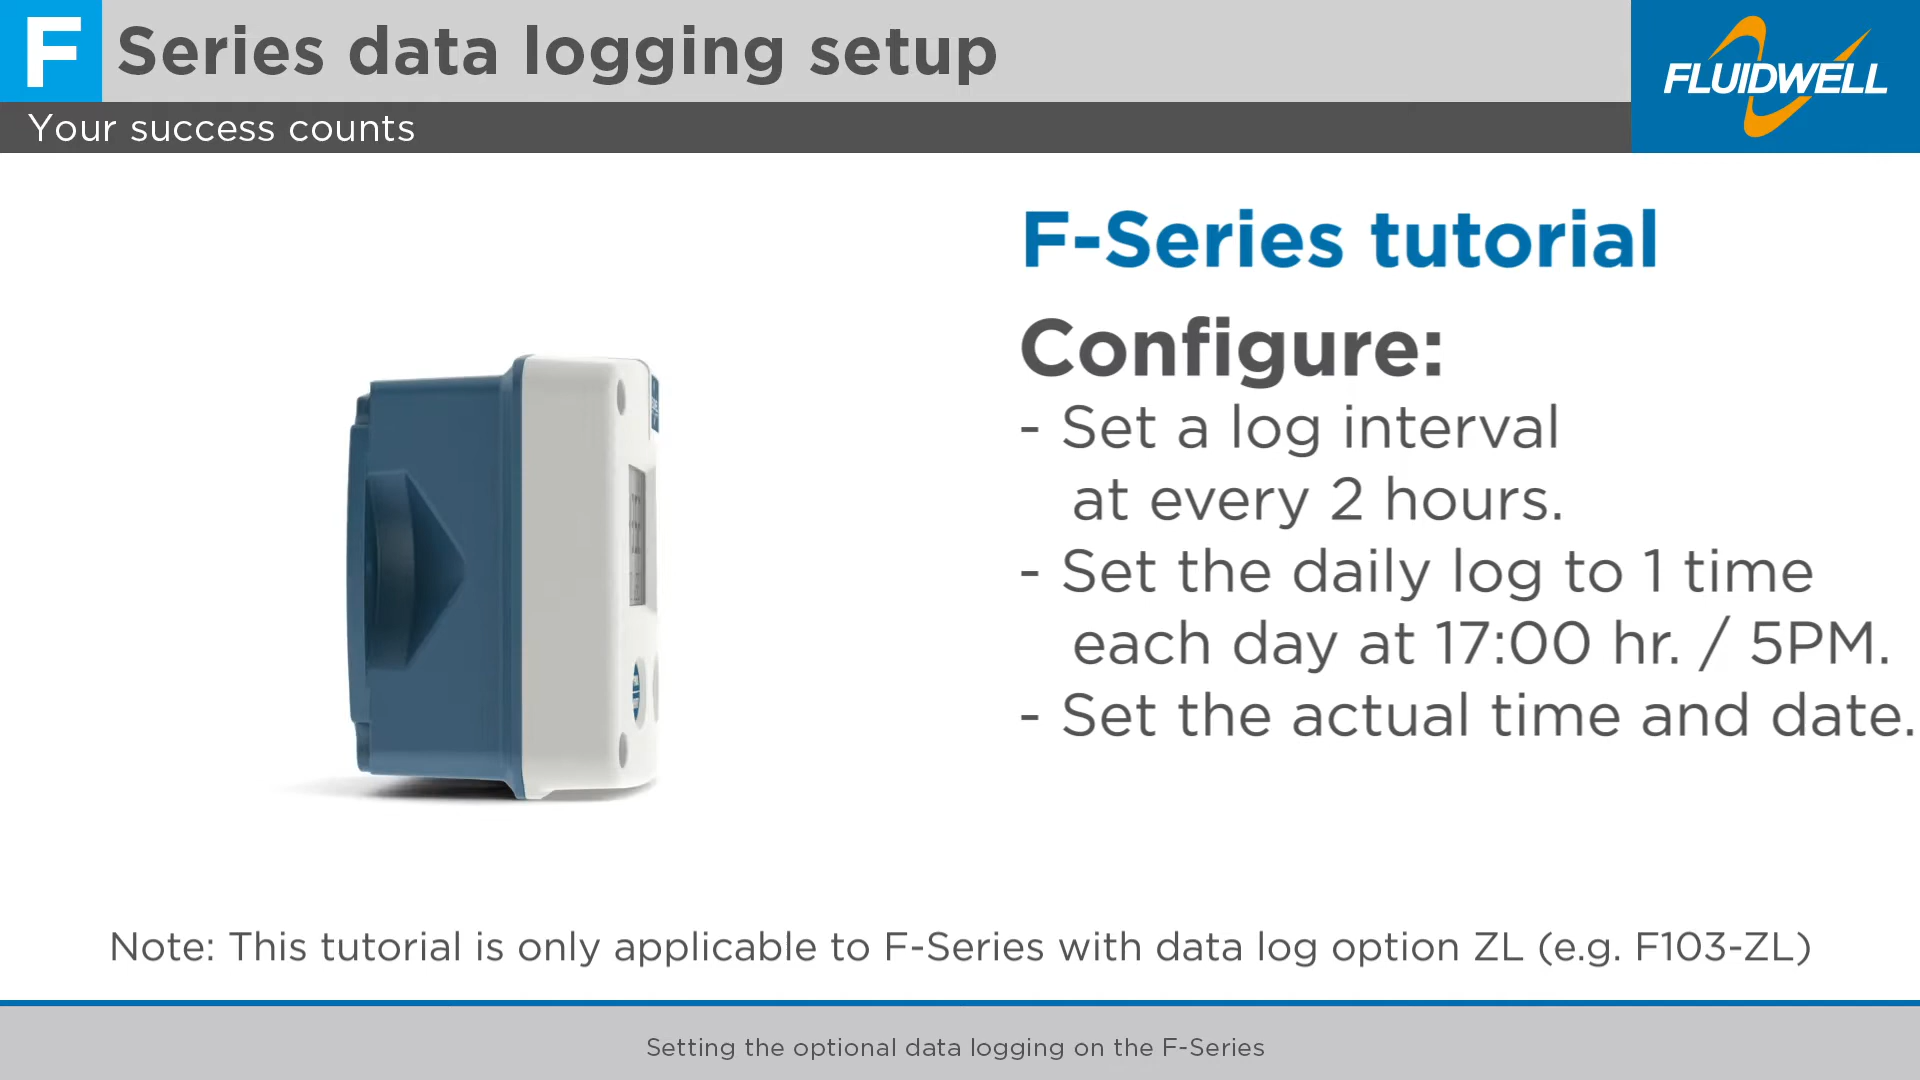 F Series data logging setup
FLUIDWELL
Your success counts
F-Series tutorial
Configure:
- Set a log interval
at every 2 hours.
- Set the daily log to 1 time
each day at 17:00 hr. / 5PM.
- Set the actual time and date.
Note: This tutorial is only applicable to F-Series with data log option ZL (e.g. F103-ZL)
Setting the optional data logging on the F-Series